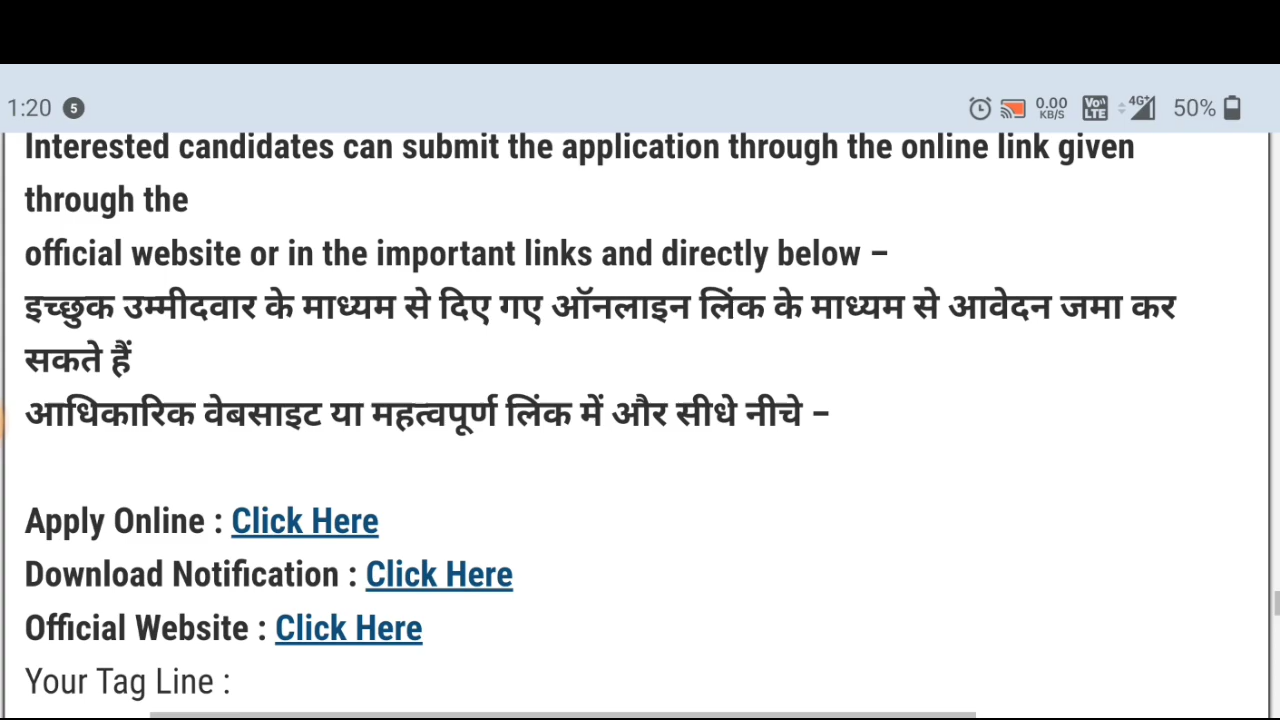 1:20 5 0.00 KB/S Vo)) LTE 4G+ 50%
Interested candidates can submit the application through the online link given
through the
official website or in the important links and directly below –
इच्छुक उम्मीदवार के माध्यम से दिए गए ऑनलाइन लिंक के माध्यम से आवेदन जमा कर
सकते हैं
आधिकारिक वेबसाइट या महत्वपूर्ण लिंक में और सीधे नीचे –
Apply Online : Click Here
Download Notification : Click Here
Official Website : Click Here
Your Tag Line :